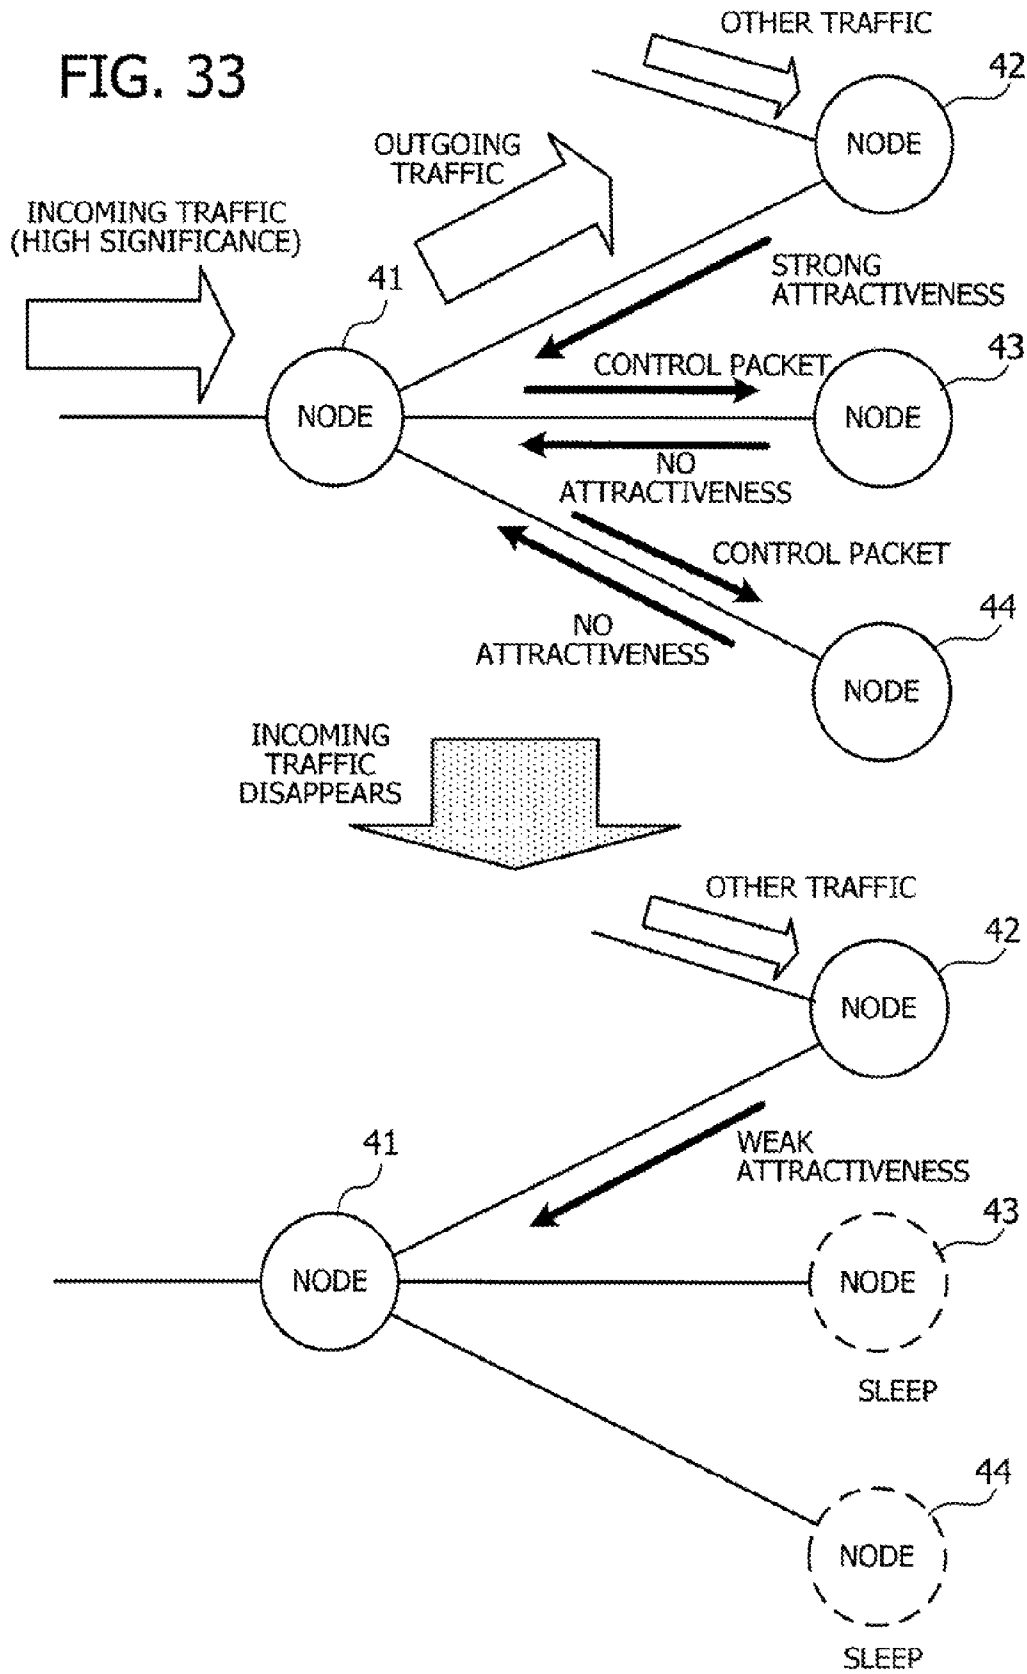 FIG. 33
OTHER TRAFFIC
42
NODE
OUTGOING
TRAFFIC
INCOMING TRAFFIC
(HIGH SIGNIFICANCE)
41
STRONG
ATTRACTIVENESS
43
CONTROL PACKET
NODE
NODE
NO
ATTRACTIVENESS
CONTROL PACKET
44
NO
ATTRACTIVENESS
NODE
INCOMING
TRAFFIC
DISAPPEARS
OTHER TRAFFIC
42
NODE
41
WEAK
ATTRACTIVENESS
43
NODE
NODE
SLEEP
44
NODE
SLEEP